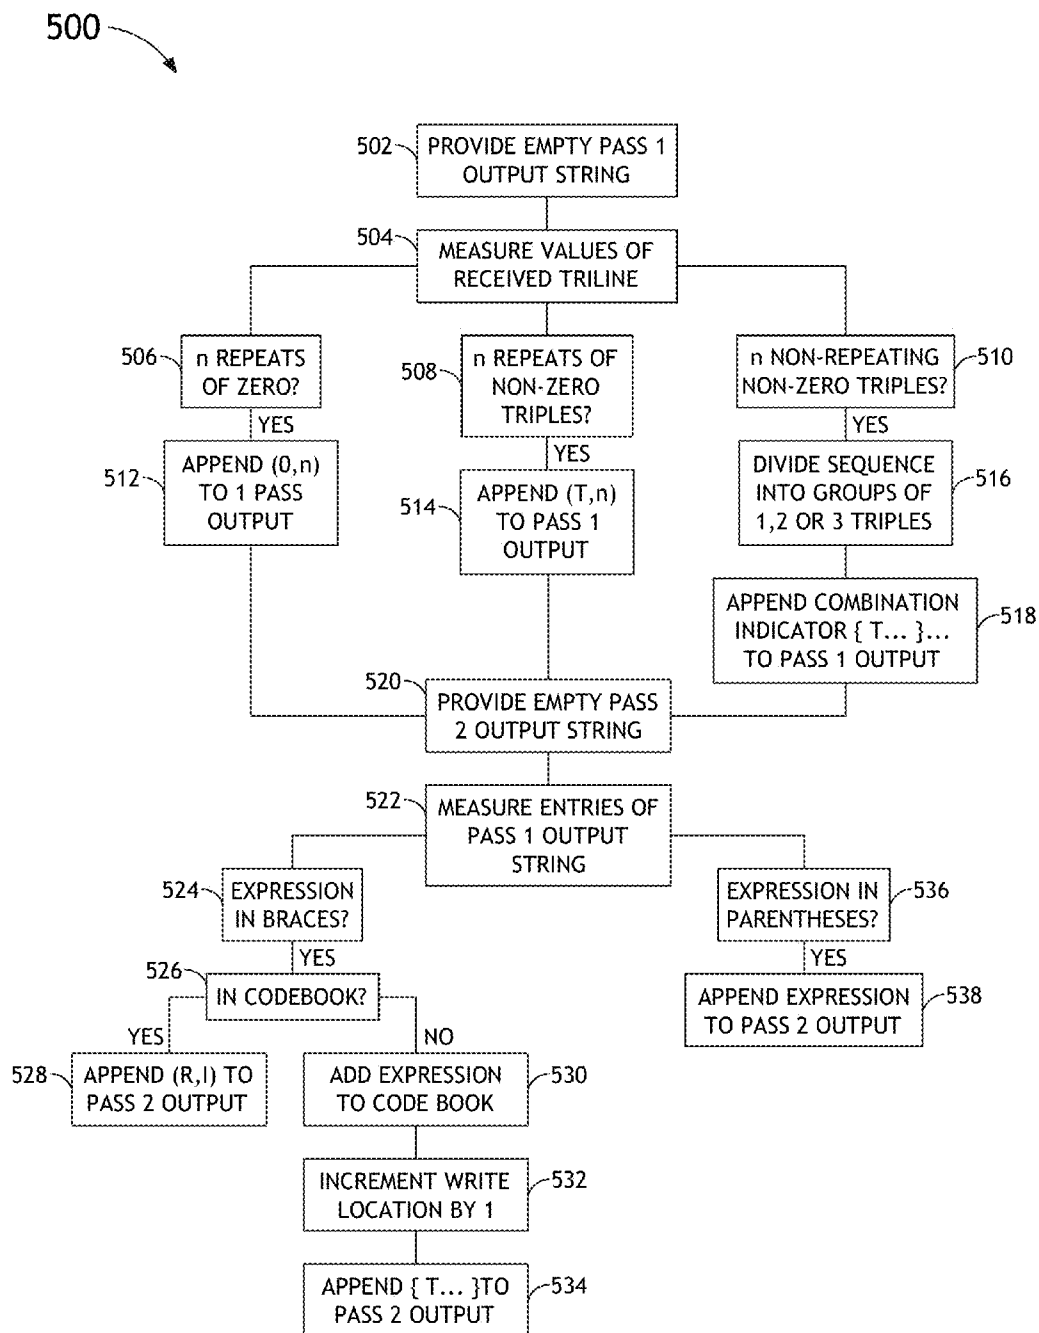 500
502
PROVIDE EMPTY PASS 1
OUTPUT STRING
504
MEASURE VALUES OF
RECEIVED TRILINE
506
n REPEATS
OF ZERO?
508
n REPEATS OF
NON-ZERO
TRIPLES?
n NON-REPEATING
NON-ZERO TRIPLES?
510
YES
YES
YES
512
APPEND (0,n)
TO 1 PASS
OUTPUT
514
APPEND (T,n)
TO PASS 1
OUTPUT
DIVIDE SEQUENCE
INTO GROUPS OF
1,2 OR 3 TRIPLES
516
APPEND COMBINATION
INDICATOR { T... }...
TO PASS 1 OUTPUT
518
520
PROVIDE EMPTY PASS
2 OUTPUT STRING
522
MEASURE ENTRIES OF
PASS 1 OUTPUT
STRING
524
EXPRESSION
IN BRACES?
EXPRESSION IN
PARENTHESES?
536
YES
YES
526
IN CODEBOOK?
APPEND EXPRESSION
TO PASS 2 OUTPUT
538
YES
NO
528
APPEND (R,I) TO
PASS 2 OUTPUT
ADD EXPRESSION
TO CODE BOOK
530
INCREMENT WRITE
LOCATION BY 1
532
APPEND { T... }TO
PASS 2 OUTPUT
534